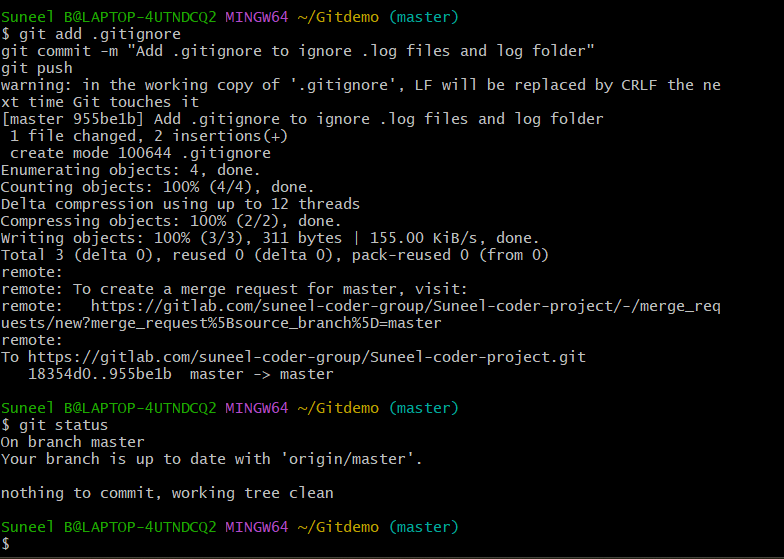 Suneel B@LAPTOP-4UTNDCQ2 MINGW64 ~/Gitdemo (master)
$ git add .gitignore
git commit -m "Add .gitignore to ignore .log files and log folder"
git push
warning: in the working copy of '.gitignore', LF will be replaced by CRLF the ne
xt time Git touches it
[master 955be1b] Add .gitignore to ignore .log files and log folder
 1 file changed, 2 insertions(+)
 create mode 100644 .gitignore
Enumerating objects: 4, done.
Counting objects: 100% (4/4), done.
Delta compression using up to 12 threads
Compressing objects: 100% (2/2), done.
Writing objects: 100% (3/3), 311 bytes | 155.00 KiB/s, done.
Total 3 (delta 0), reused 0 (delta 0), pack-reused 0 (from 0)
remote:
remote: To create a merge request for master, visit:
remote:   https://gitlab.com/suneel-coder-group/Suneel-coder-project/-/merge_req
uests/new?merge_request%5Bsource_branch%5D=master
remote:
To https://gitlab.com/suneel-coder-group/Suneel-coder-project.git
   18354d0..955be1b  master -> master
Suneel B@LAPTOP-4UTNDCQ2 MINGW64 ~/Gitdemo (master)
$ git status
On branch master
Your branch is up to date with 'origin/master'.
nothing to commit, working tree clean
Suneel B@LAPTOP-4UTNDCQ2 MINGW64 ~/Gitdemo (master)
$